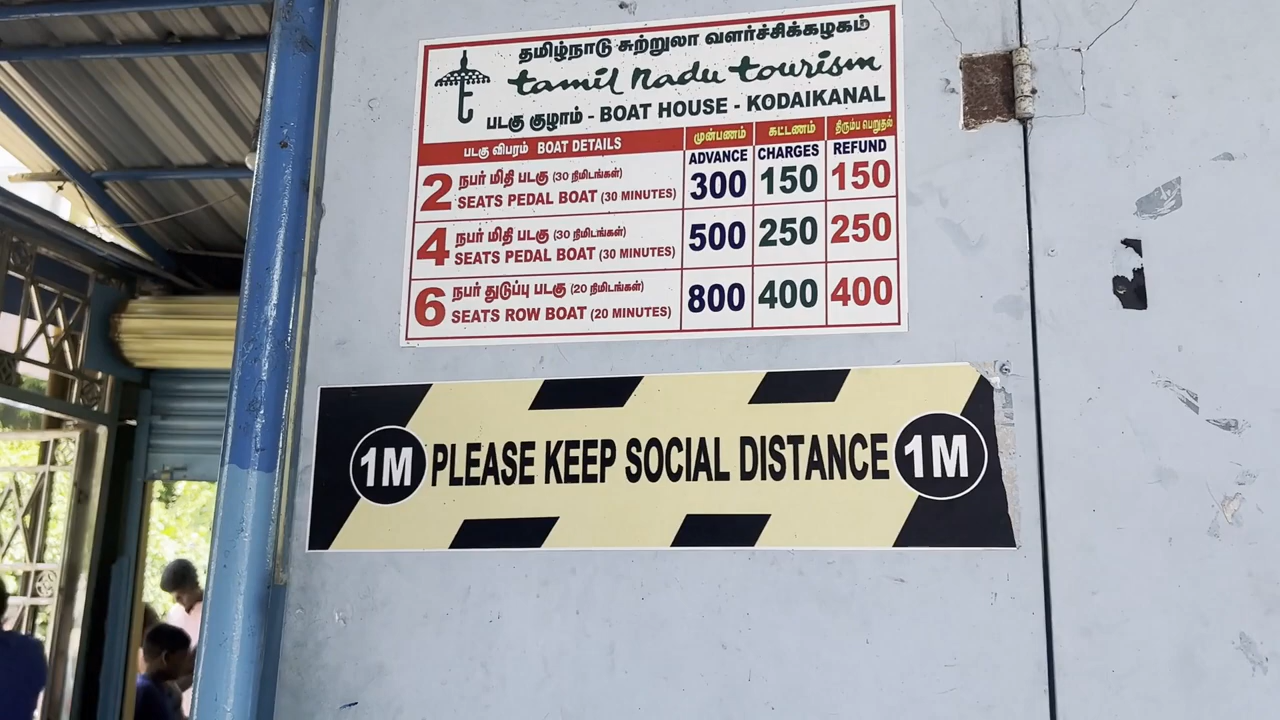 தமிழ்நாடு சுற்றுலா வளர்ச்சிக்கழகம்
tamil nadu tourism
படகு குழாம் - BOAT HOUSE - KODAIKANAL
படகு விபரம் BOAT DETAILS முன்பணம் கட்டணம் திரும்ப பெறுதல்
ADVANCE CHARGES REFUND
2 நபர் மிதி படகு (30 நிமிடங்கள்)
SEATS PEDAL BOAT (30 MINUTES) 300 150 150
4 நபர் மிதி படகு (30 நிமிடங்கள்)
SEATS PEDAL BOAT (30 MINUTES) 500 250 250
6 நபர் துடுப்பு படகு (20 நிமிடங்கள்)
SEATS ROW BOAT (20 MINUTES) 800 400 400
1M PLEASE KEEP SOCIAL DISTANCE 1M